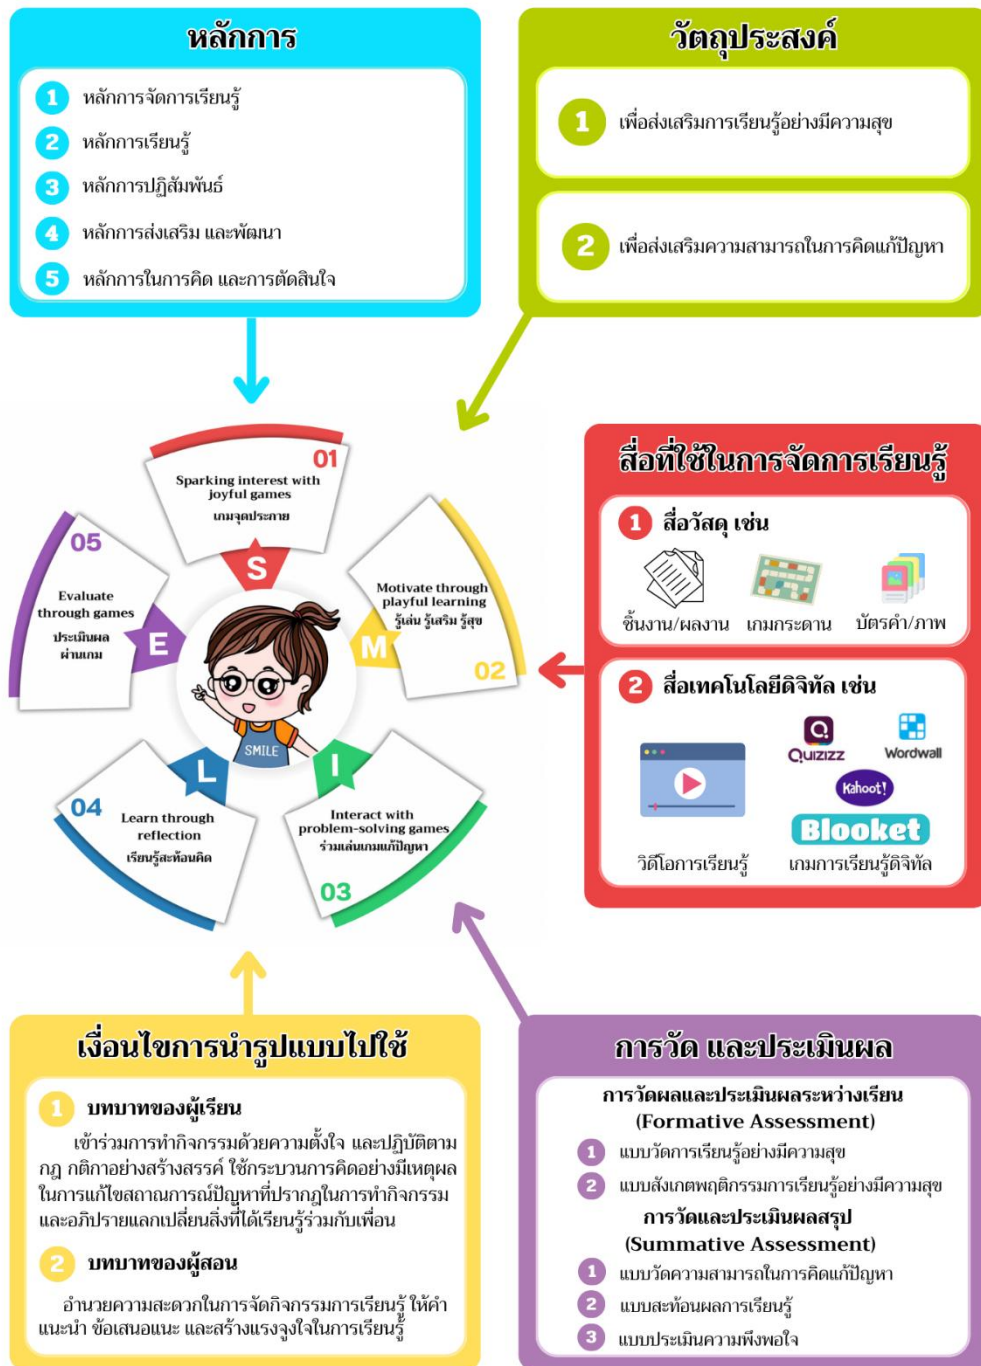 หลักการ
1 หลักการจัดการเรียนรู้
2 หลักการเรียนรู้
3 หลักการปฏิสัมพันธ์
4 หลักการส่งเสริม และพัฒนา
5 หลักการในการคิด และการตัดสินใจ
วัตถุประสงค์
1 เพื่อส่งเสริมการเรียนรู้อย่างมีความสุข
2 เพื่อส่งเสริมความสามารถในการคิดแก้ปัญหา
01
Sparking interest with
joyful games
เกมจุดประกาย
S
Motivate through
playful learning
รู้เล่น รู้เสริม รู้สุข
M
02
Interact with
problem-solving games
ร่วมเล่นเกมแก้ปัญหา
I
03
04
Learn through
reflection
เรียนรู้สะท้อนคิด
L
05
Evaluate
through games
ประเมินผล
ผ่านเกม
E
SMILE
สื่อที่ใช้ในการจัดการเรียนรู้
1 สื่อวัสดุ เช่น
ชิ้นงาน/ผลงาน เกมกระดาน บัตรคำ/ภาพ
2 สื่อเทคโนโลยีดิจิทัล เช่น
Q
QUIZIZZ Wordwall
Kahoot!
Blooket
วิดีโอการเรียนรู้ เกมการเรียนรู้ดิจิทัล
เงื่อนไขการนำรูปแบบไปใช้
1 บทบาทของผู้เรียน
เข้าร่วมการทำกิจกรรมด้วยความตั้งใจ และปฏิบัติตาม
กฎ กติกาอย่างสร้างสรรค์ ใช้กระบวนการคิดอย่างมีเหตุผล
ในการแก้ไขสถานการณ์ปัญหาที่ปรากฏในการทำกิจกรรม
และอภิปรายแลกเปลี่ยนสิ่งที่ได้เรียนรู้ร่วมกับเพื่อน
2 บทบาทของผู้สอน
อำนวยความสะดวกในการจัดกิจกรรมการเรียนรู้ ให้คำ
แนะนำ ข้อเสนอแนะ และสร้างแรงจูงใจในการเรียนรู้
การวัด และประเมินผล
การวัดผลและประเมินผลระหว่างเรียน
(Formative Assessment)
1 แบบวัดการเรียนรู้อย่างมีความสุข
2 แบบสังเกตพฤติกรรมการเรียนรู้อย่างมีความสุข
การวัดและประเมินผลสรุป
(Summative Assessment)
1 แบบวัดความสามารถในการคิดแก้ปัญหา
2 แบบสะท้อนผลการเรียนรู้
3 แบบประเมินความพึงพอใจ